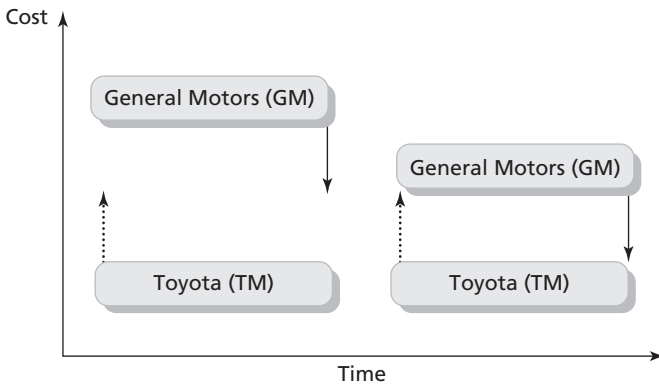 Cost
General Motors (GM)
General Motors (GM)
Toyota (TM)
Toyota (TM)
Time